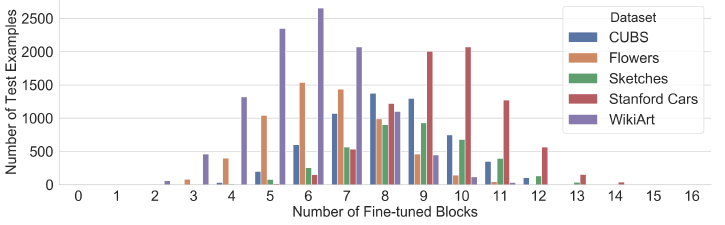 2500
2000
1500
1000
500
0
Number of Test Examples
Dataset
CUBS
Flowers
Sketches
Stanford Cars
WikiArt
0 1 2 3 4 5 6 7 8 9 10 11 12 13 14 15 16
Number of Fine-tuned Blocks